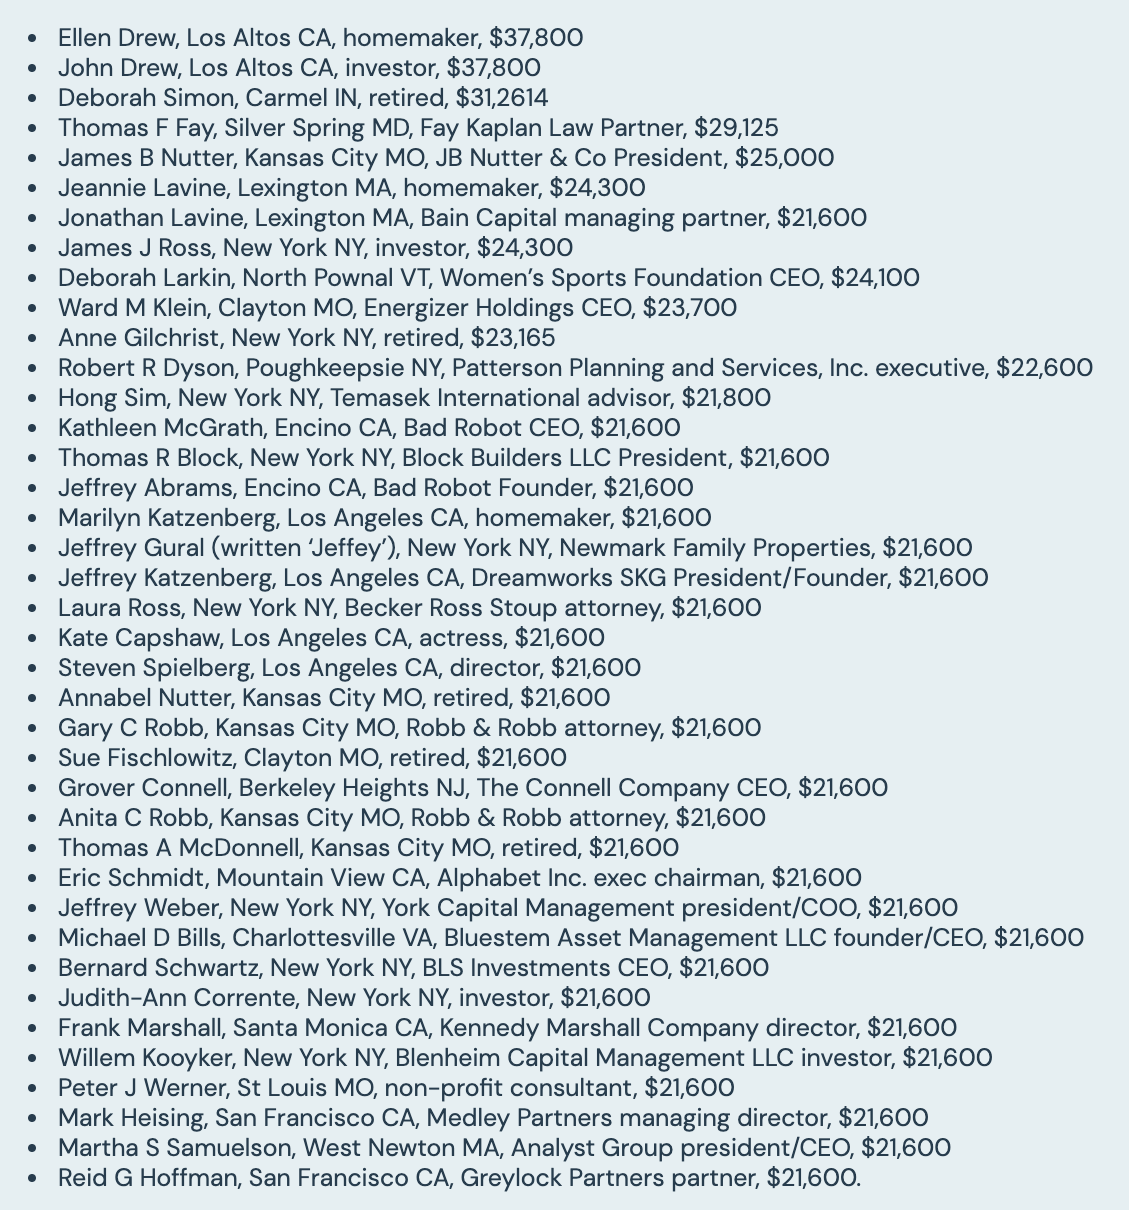 • Ellen Drew, Los Altos CA, homemaker, $37,800
• John Drew, Los Altos CA, investor, $37,800
• Deborah Simon, Carmel IN, retired, $31,2614
• Thomas F Fay, Silver Spring MD, Fay Kaplan Law Partner, $29,125
• James B Nutter, Kansas City MO, JB Nutter & Co President, $25,000
• Jeannie Lavine, Lexington MA, homemaker, $24,300
• Jonathan Lavine, Lexington MA, Bain Capital managing partner, $21,600
• James J Ross, New York NY, investor, $24,300
• Deborah Larkin, North Pownal VT, Women’s Sports Foundation CEO, $24,100
• Ward M Klein, Clayton MO, Energizer Holdings CEO, $23,700
• Anne Gilchrist, New York NY, retired, $23,165
• Robert R Dyson, Poughkeepsie NY, Patterson Planning and Services, Inc. executive, $22,600
• Hong Sim, New York NY, Temasek International advisor, $21,800
• Kathleen McGrath, Encino CA, Bad Robot CEO, $21,600
• Thomas R Block, New York NY, Block Builders LLC President, $21,600
• Jeffrey Abrams, Encino CA, Bad Robot Founder, $21,600
• Marilyn Katzenberg, Los Angeles CA, homemaker, $21,600
• Jeffrey Gural (written ‘Jeffey’), New York NY, Newmark Family Properties, $21,600
• Jeffrey Katzenberg, Los Angeles CA, Dreamworks SKG President/Founder, $21,600
• Laura Ross, New York NY, Becker Ross Stoup attorney, $21,600
• Kate Capshaw, Los Angeles CA, actress, $21,600
• Steven Spielberg, Los Angeles CA, director, $21,600
• Annabel Nutter, Kansas City MO, retired, $21,600
• Gary C Robb, Kansas City MO, Robb & Robb attorney, $21,600
• Sue Fischlowitz, Clayton MO, retired, $21,600
• Grover Connell, Berkeley Heights NJ, The Connell Company CEO, $21,600
• Anita C Robb, Kansas City MO, Robb & Robb attorney, $21,600
• Thomas A McDonnell, Kansas City MO, retired, $21,600
• Eric Schmidt, Mountain View CA, Alphabet Inc. exec chairman, $21,600
• Jeffrey Weber, New York NY, York Capital Management president/COO, $21,600
• Michael D Bills, Charlottesville VA, Bluestem Asset Management LLC founder/CEO, $21,600
• Bernard Schwartz, New York NY, BLS Investments CEO, $21,600
• Judith-Ann Corrente, New York NY, investor, $21,600
• Frank Marshall, Santa Monica CA, Kennedy Marshall Company director, $21,600
• Willem Kooyker, New York NY, Blenheim Capital Management LLC investor, $21,600
• Peter J Werner, St Louis MO, non-profit consultant, $21,600
• Mark Heising, San Francisco CA, Medley Partners managing director, $21,600
• Martha S Samuelson, West Newton MA, Analyst Group president/CEO, $21,600
• Reid G Hoffman, San Francisco CA, Greylock Partners partner, $21,600.